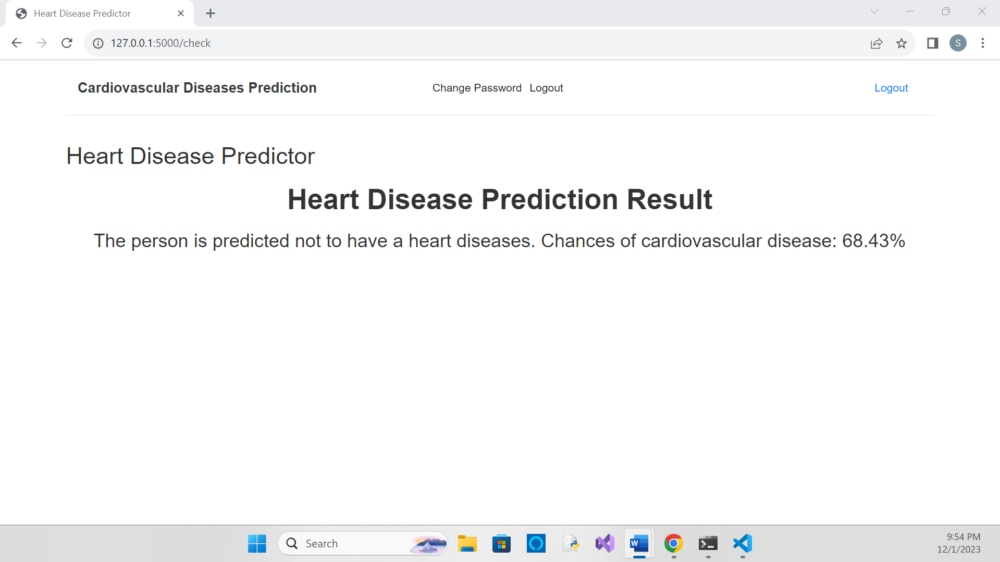 Heart Disease Predictor
127.0.0.1:5000/check
S
Cardiovascular Diseases Prediction
Change Password Logout
Logout
Heart Disease Predictor
Heart Disease Prediction Result
The person is predicted not to have a heart diseases. Chances of cardiovascular disease: 68.43%
Search
W
9:54 PM
12/1/2023